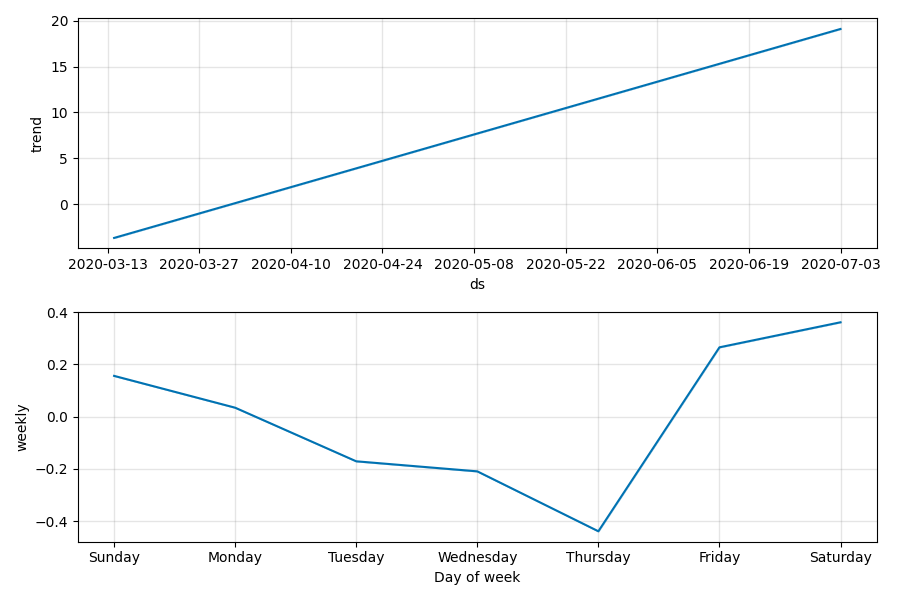 20
15
10
5
0
trend
2020-03-13 2020-03-27 2020-04-10 2020-04-24 2020-05-08 2020-05-22 2020-06-05 2020-06-19 2020-07-03
ds
0.4
0.2
0.0
−0.2
−0.4
weekly
Sunday Monday Tuesday Wednesday Thursday Friday Saturday
Day of week